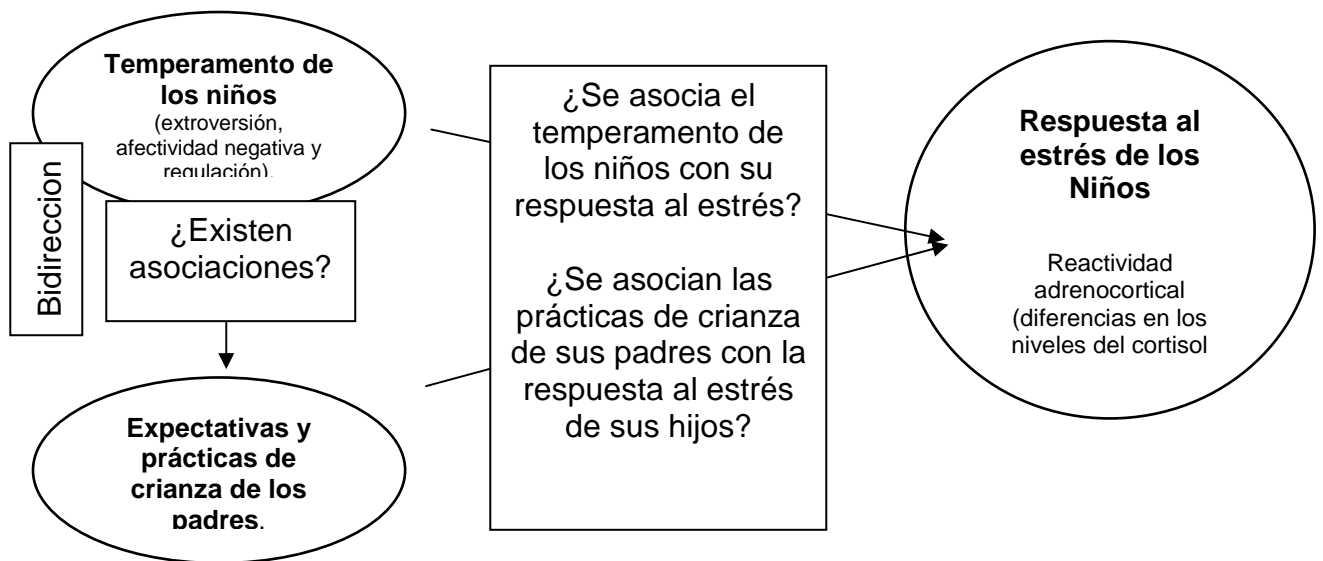 Temperamento de
los niños
(extroversión,
afectividad negativa y
regulación).
Bidireccion
¿Existen
asociaciones?
Expectativas y
prácticas de
crianza de los
padres.
¿Se asocia el
temperamento de
los niños con su
respuesta al estrés?
¿Se asocian las
prácticas de crianza
de sus padres con la
respuesta al estrés
de sus hijos?
Respuesta al
estrés de los
Niños
Reactividad
adrenocortical
(diferencias en los
niveles del cortisol